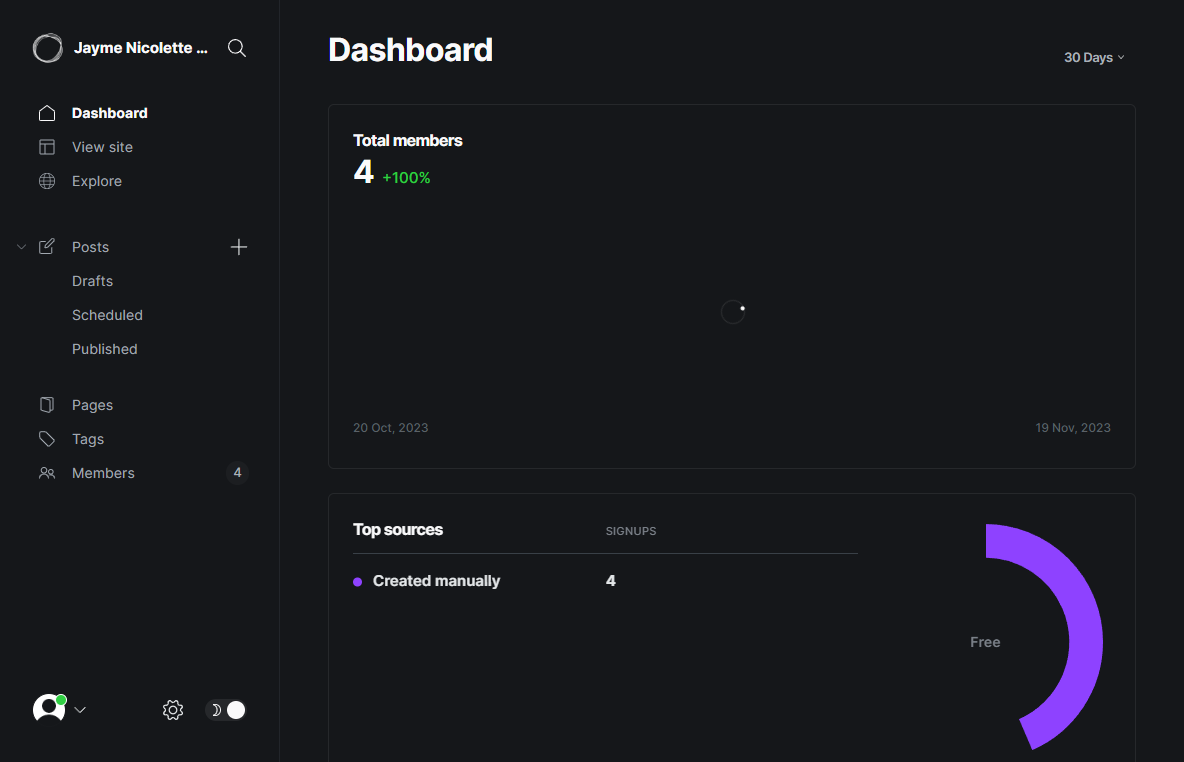 Jayme Nicolette ...
Dashboard
View site
Explore
Posts
Drafts
Scheduled
Published
Pages
Tags
Members 4
Dashboard
30 Days
Total members
4 +100%
20 Oct, 2023 19 Nov, 2023
Top sources SIGNUPS
Created manually 4
Free